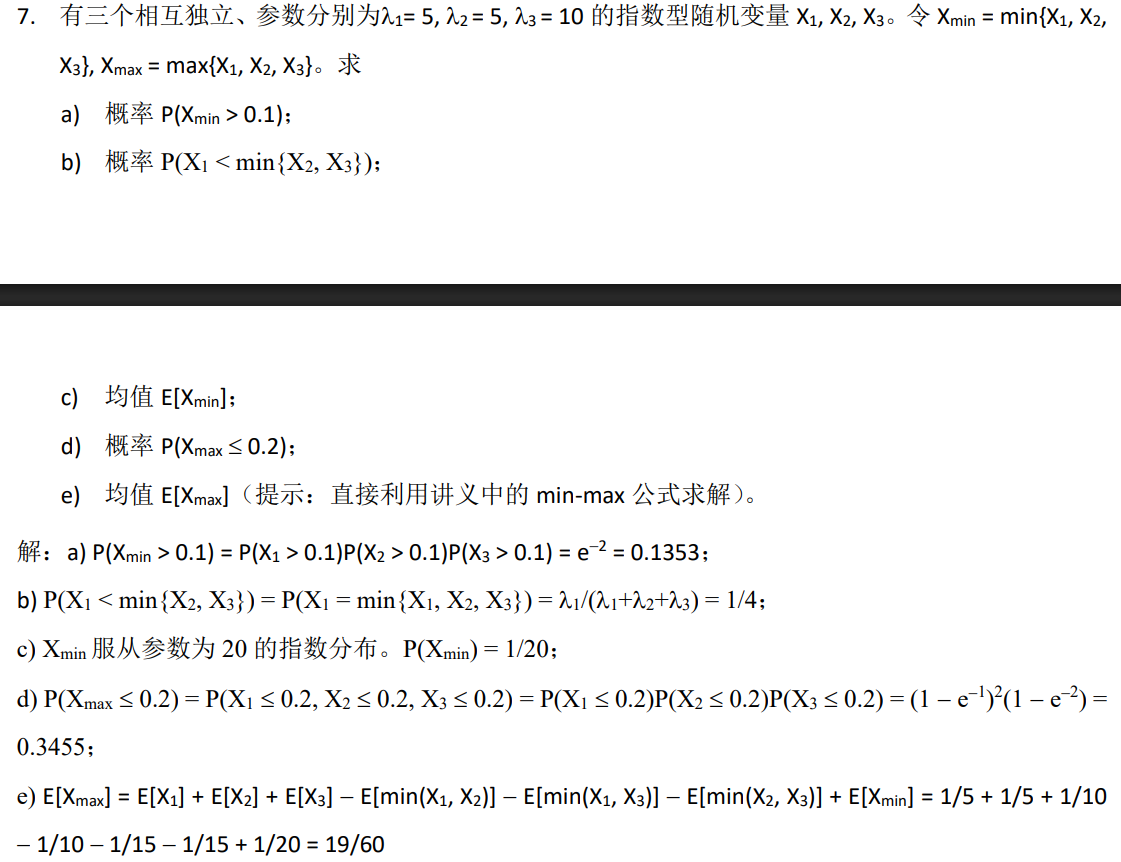 7. 有三个相互独立、参数分别为λ₁= 5, λ₂ = 5, λ₃ = 10 的指数型随机变量 X₁, X₂, X₃。令 Xmin = min{X₁, X₂,
X₃}, Xmax = max{X₁, X₂, X₃}。求
a) 概率 P(Xmin > 0.1)；
b) 概率 P(X₁ < min{X₂, X₃})；
c) 均值 E[Xmin]；
d) 概率 P(Xmax ≤ 0.2)；
e) 均值 E[Xmax]（提示：直接利用讲义中的 min-max 公式求解）。
解：a) P(Xmin > 0.1) = P(X₁ > 0.1)P(X₂ > 0.1)P(X₃ > 0.1) = e⁻² = 0.1353；
b) P(X₁ < min{X₂, X₃}) = P(X₁ = min{X₁, X₂, X₃}) = λ₁/(λ₁+λ₂+λ₃) = 1/4；
c) Xmin 服从参数为 20 的指数分布。P(Xmin) = 1/20；
d) P(Xmax ≤ 0.2) = P(X₁ ≤ 0.2, X₂ ≤ 0.2, X₃ ≤ 0.2) = P(X₁ ≤ 0.2)P(X₂ ≤ 0.2)P(X₃ ≤ 0.2) = (1 – e⁻¹)²(1 – e⁻²) =
0.3455；
e) E[Xmax] = E[X₁] + E[X₂] + E[X₃] – E[min(X₁, X₂)] – E[min(X₁, X₃)] – E[min(X₂, X₃)] + E[Xmin] = 1/5 + 1/5 + 1/10
– 1/10 – 1/15 – 1/15 + 1/20 = 19/60